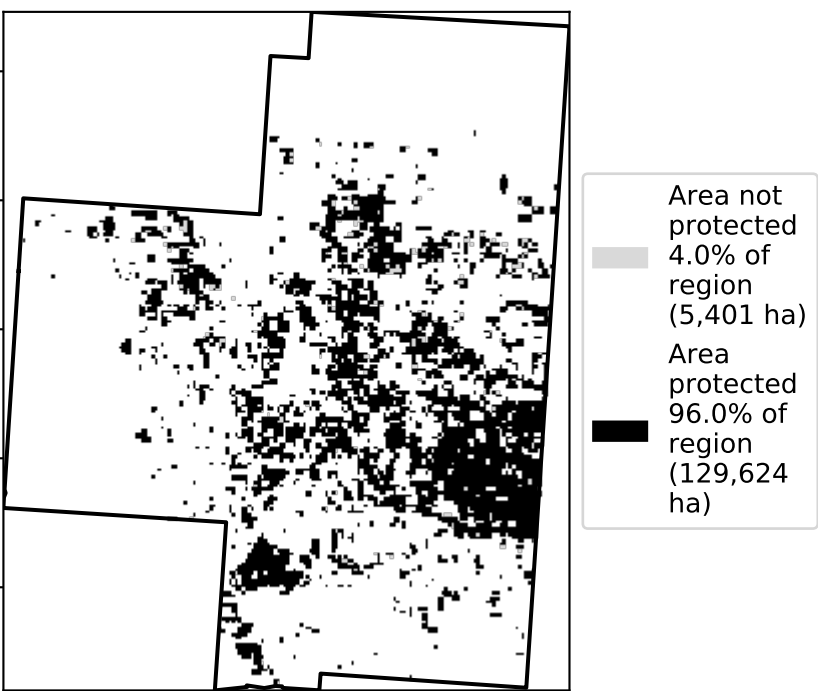 Area not
protected
4.0% of
region
(5,401 ha)
Area
protected
96.0% of
region
(129,624
ha)